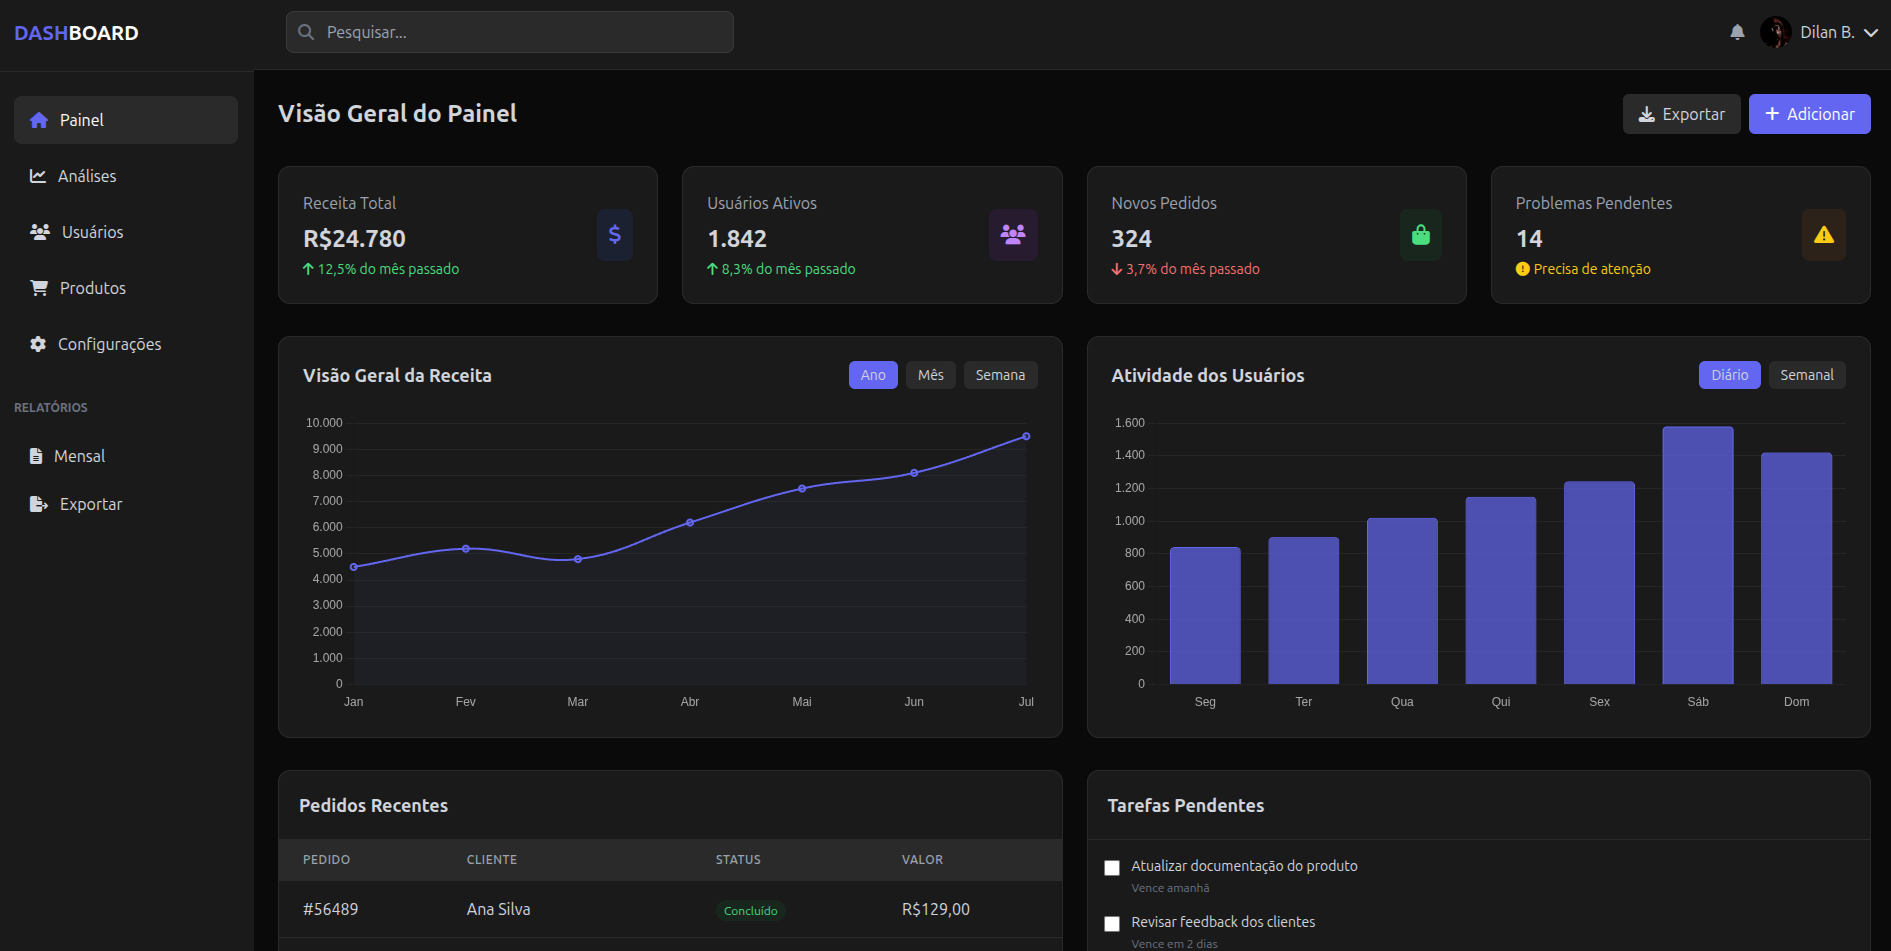 DASHBOARD
Pesquisar...
Dilan B.
Painel
Análises
Usuários
Produtos
Configurações
RELATÓRIOS
Mensal
Exportar
Visão Geral do Painel
Exportar
Adicionar
Receita Total
R$24.780
12,5% do mês passado
Usuários Ativos
1.842
8,3% do mês passado
Novos Pedidos
324
3,7% do mês passado
Problemas Pendentes
14
Precisa de atenção
Visão Geral da Receita
Ano Mês Semana
10.000
9.000
8.000
7.000
6.000
5.000
4.000
3.000
2.000
1.000
0
Jan Fev Mar Abr Mai Jun Jul
Atividade dos Usuários
Diário Semanal
1.600
1.400
1.200
1.000
800
600
400
200
0
Seg Ter Qua Qui Sex Sáb Dom
Pedidos Recentes
PEDIDO CLIENTE STATUS VALOR
#56489 Ana Silva Concluído R$129,00
Tarefas Pendentes
Atualizar documentação do produto
Vence amanhã
Revisar feedback dos clientes
Vence em 2 dias